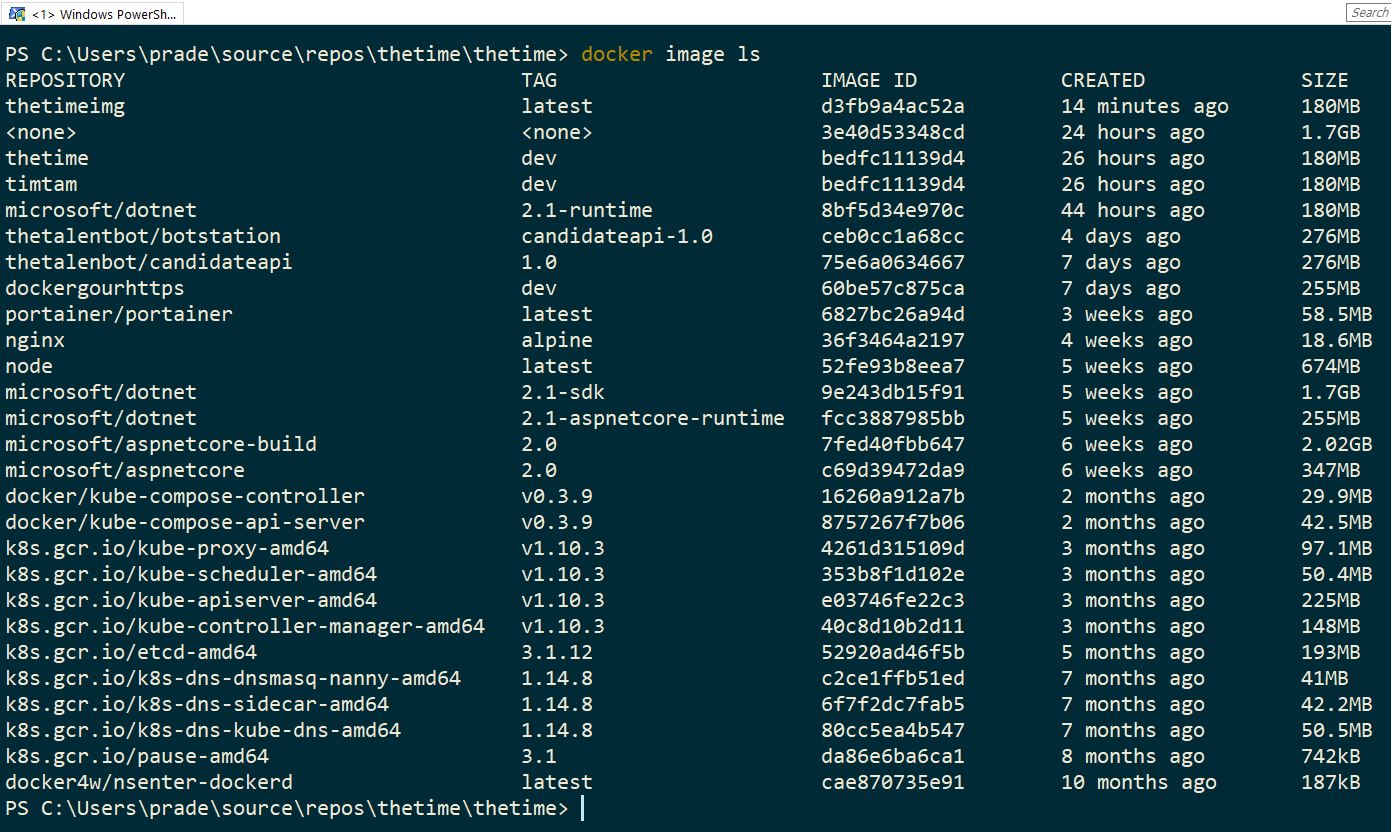 <1> Windows PowerSh...
Search
PS C:\Users\prade\source\repos\thetime\thetime> docker image ls
REPOSITORY TAG IMAGE ID CREATED SIZE
thetimeimg latest d3fb9a4ac52a 14 minutes ago 180MB
<none> <none> 3e40d53348cd 24 hours ago 1.7GB
thetime dev bedfc11139d4 26 hours ago 180MB
timtam dev bedfc11139d4 26 hours ago 180MB
microsoft/dotnet 2.1-runtime 8bf5d34e970c 44 hours ago 180MB
thetalentbot/botstation candidateapi-1.0 ceb0cc1a68cc 4 days ago 276MB
thetalenbot/candidateapi 1.0 75e6a0634667 7 days ago 276MB
dockergourhttps dev 60be57c875ca 7 days ago 255MB
portainer/portainer latest 6827bc26a94d 3 weeks ago 58.5MB
nginx alpine 36f3464a2197 4 weeks ago 18.6MB
node latest 52fe93b8eea7 5 weeks ago 674MB
microsoft/dotnet 2.1-sdk 9e243db15f91 5 weeks ago 1.7GB
microsoft/dotnet 2.1-aspnetcore-runtime fcc3887985bb 5 weeks ago 255MB
microsoft/aspnetcore-build 2.0 7fed40fbb647 6 weeks ago 2.02GB
microsoft/aspnetcore 2.0 c69d39472da9 6 weeks ago 347MB
docker/kube-compose-controller v0.3.9 16260a912a7b 2 months ago 29.9MB
docker/kube-compose-api-server v0.3.9 8757267f7b06 2 months ago 42.5MB
k8s.gcr.io/kube-proxy-amd64 v1.10.3 4261d315109d 3 months ago 97.1MB
k8s.gcr.io/kube-scheduler-amd64 v1.10.3 353b8f1d102e 3 months ago 50.4MB
k8s.gcr.io/kube-apiserver-amd64 v1.10.3 e03746fe22c3 3 months ago 225MB
k8s.gcr.io/kube-controller-manager-amd64 v1.10.3 40c8d10b2d11 3 months ago 148MB
k8s.gcr.io/etcd-amd64 3.1.12 52920ad46f5b 5 months ago 193MB
k8s.gcr.io/k8s-dns-dnsmasq-nanny-amd64 1.14.8 c2ce1ffb51ed 7 months ago 41MB
k8s.gcr.io/k8s-dns-sidecar-amd64 1.14.8 6f7f2dc7fab5 7 months ago 42.2MB
k8s.gcr.io/k8s-dns-kube-dns-amd64 1.14.8 80cc5ea4b547 7 months ago 50.5MB
k8s.gcr.io/pause-amd64 3.1 da86e6ba6ca1 8 months ago 742kB
docker4w/nsenter-dockerd latest cae870735e91 10 months ago 187kB
PS C:\Users\prade\source\repos\thetime\thetime>